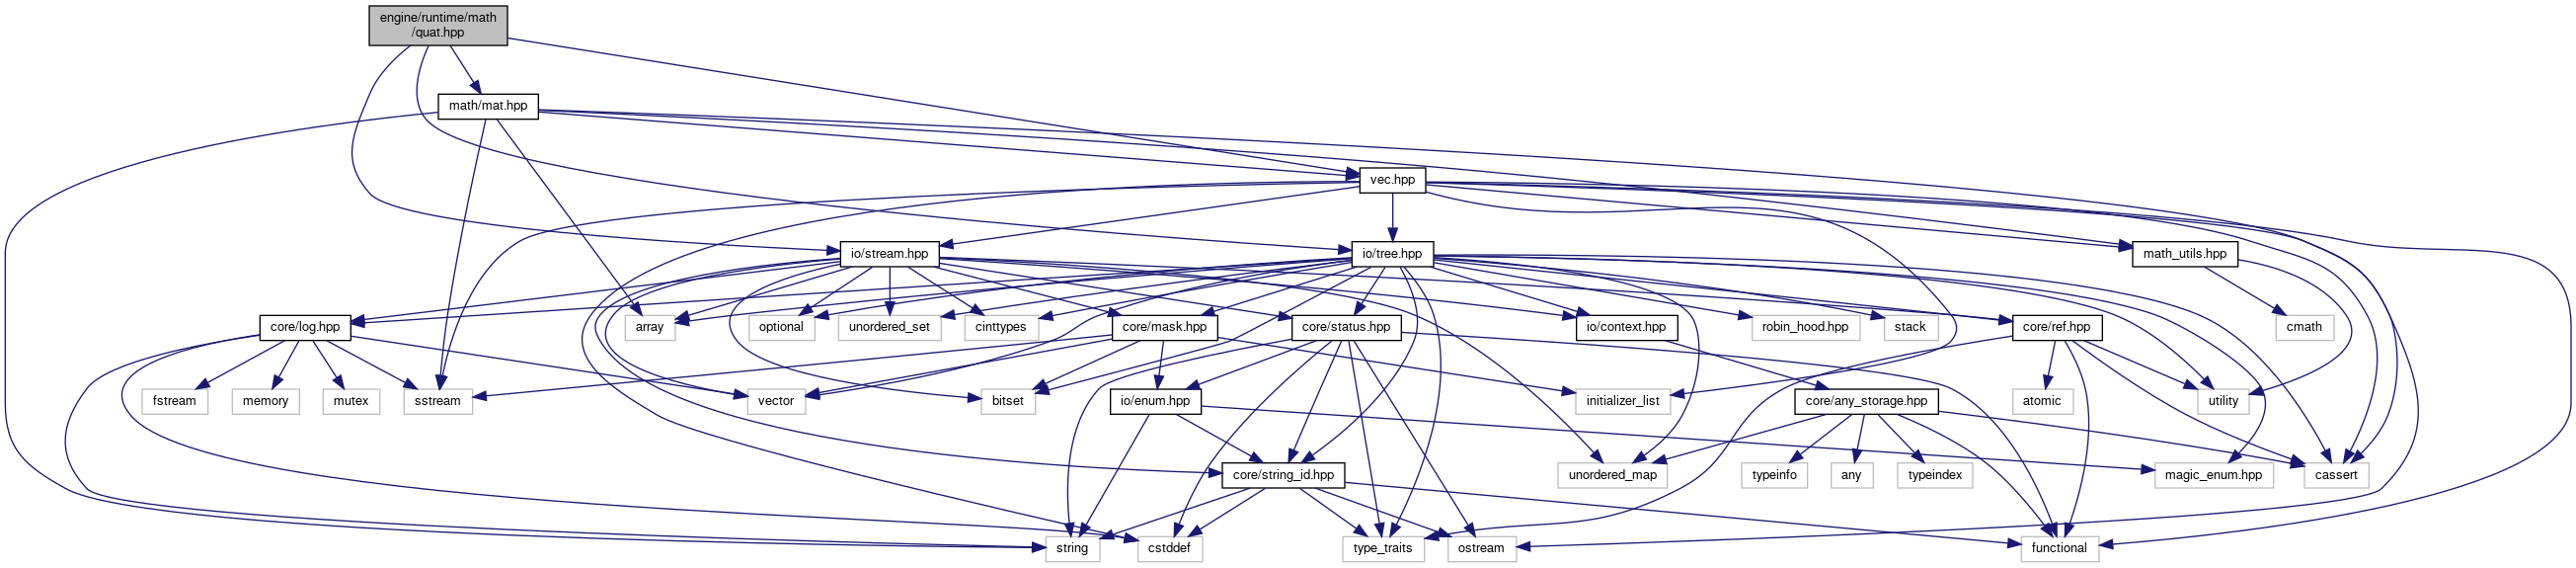 engine/runtime/math
/quat.hpp
math/mat.hpp
vec.hpp
io/stream.hpp
io/tree.hpp
math_utils.hpp
core/log.hpp
array
optional
unordered_set
cinttypes
core/mask.hpp
core/status.hpp
io/context.hpp
robin_hood.hpp
stack
core/ref.hpp
cmath
fstream
memory
mutex
sstream
vector
bitset
io/enum.hpp
initializer_list
core/any_storage.hpp
atomic
utility
core/string_id.hpp
unordered_map
typeinfo
any
typeindex
magic_enum.hpp
cassert
string
cstddef
type_traits
ostream
functional